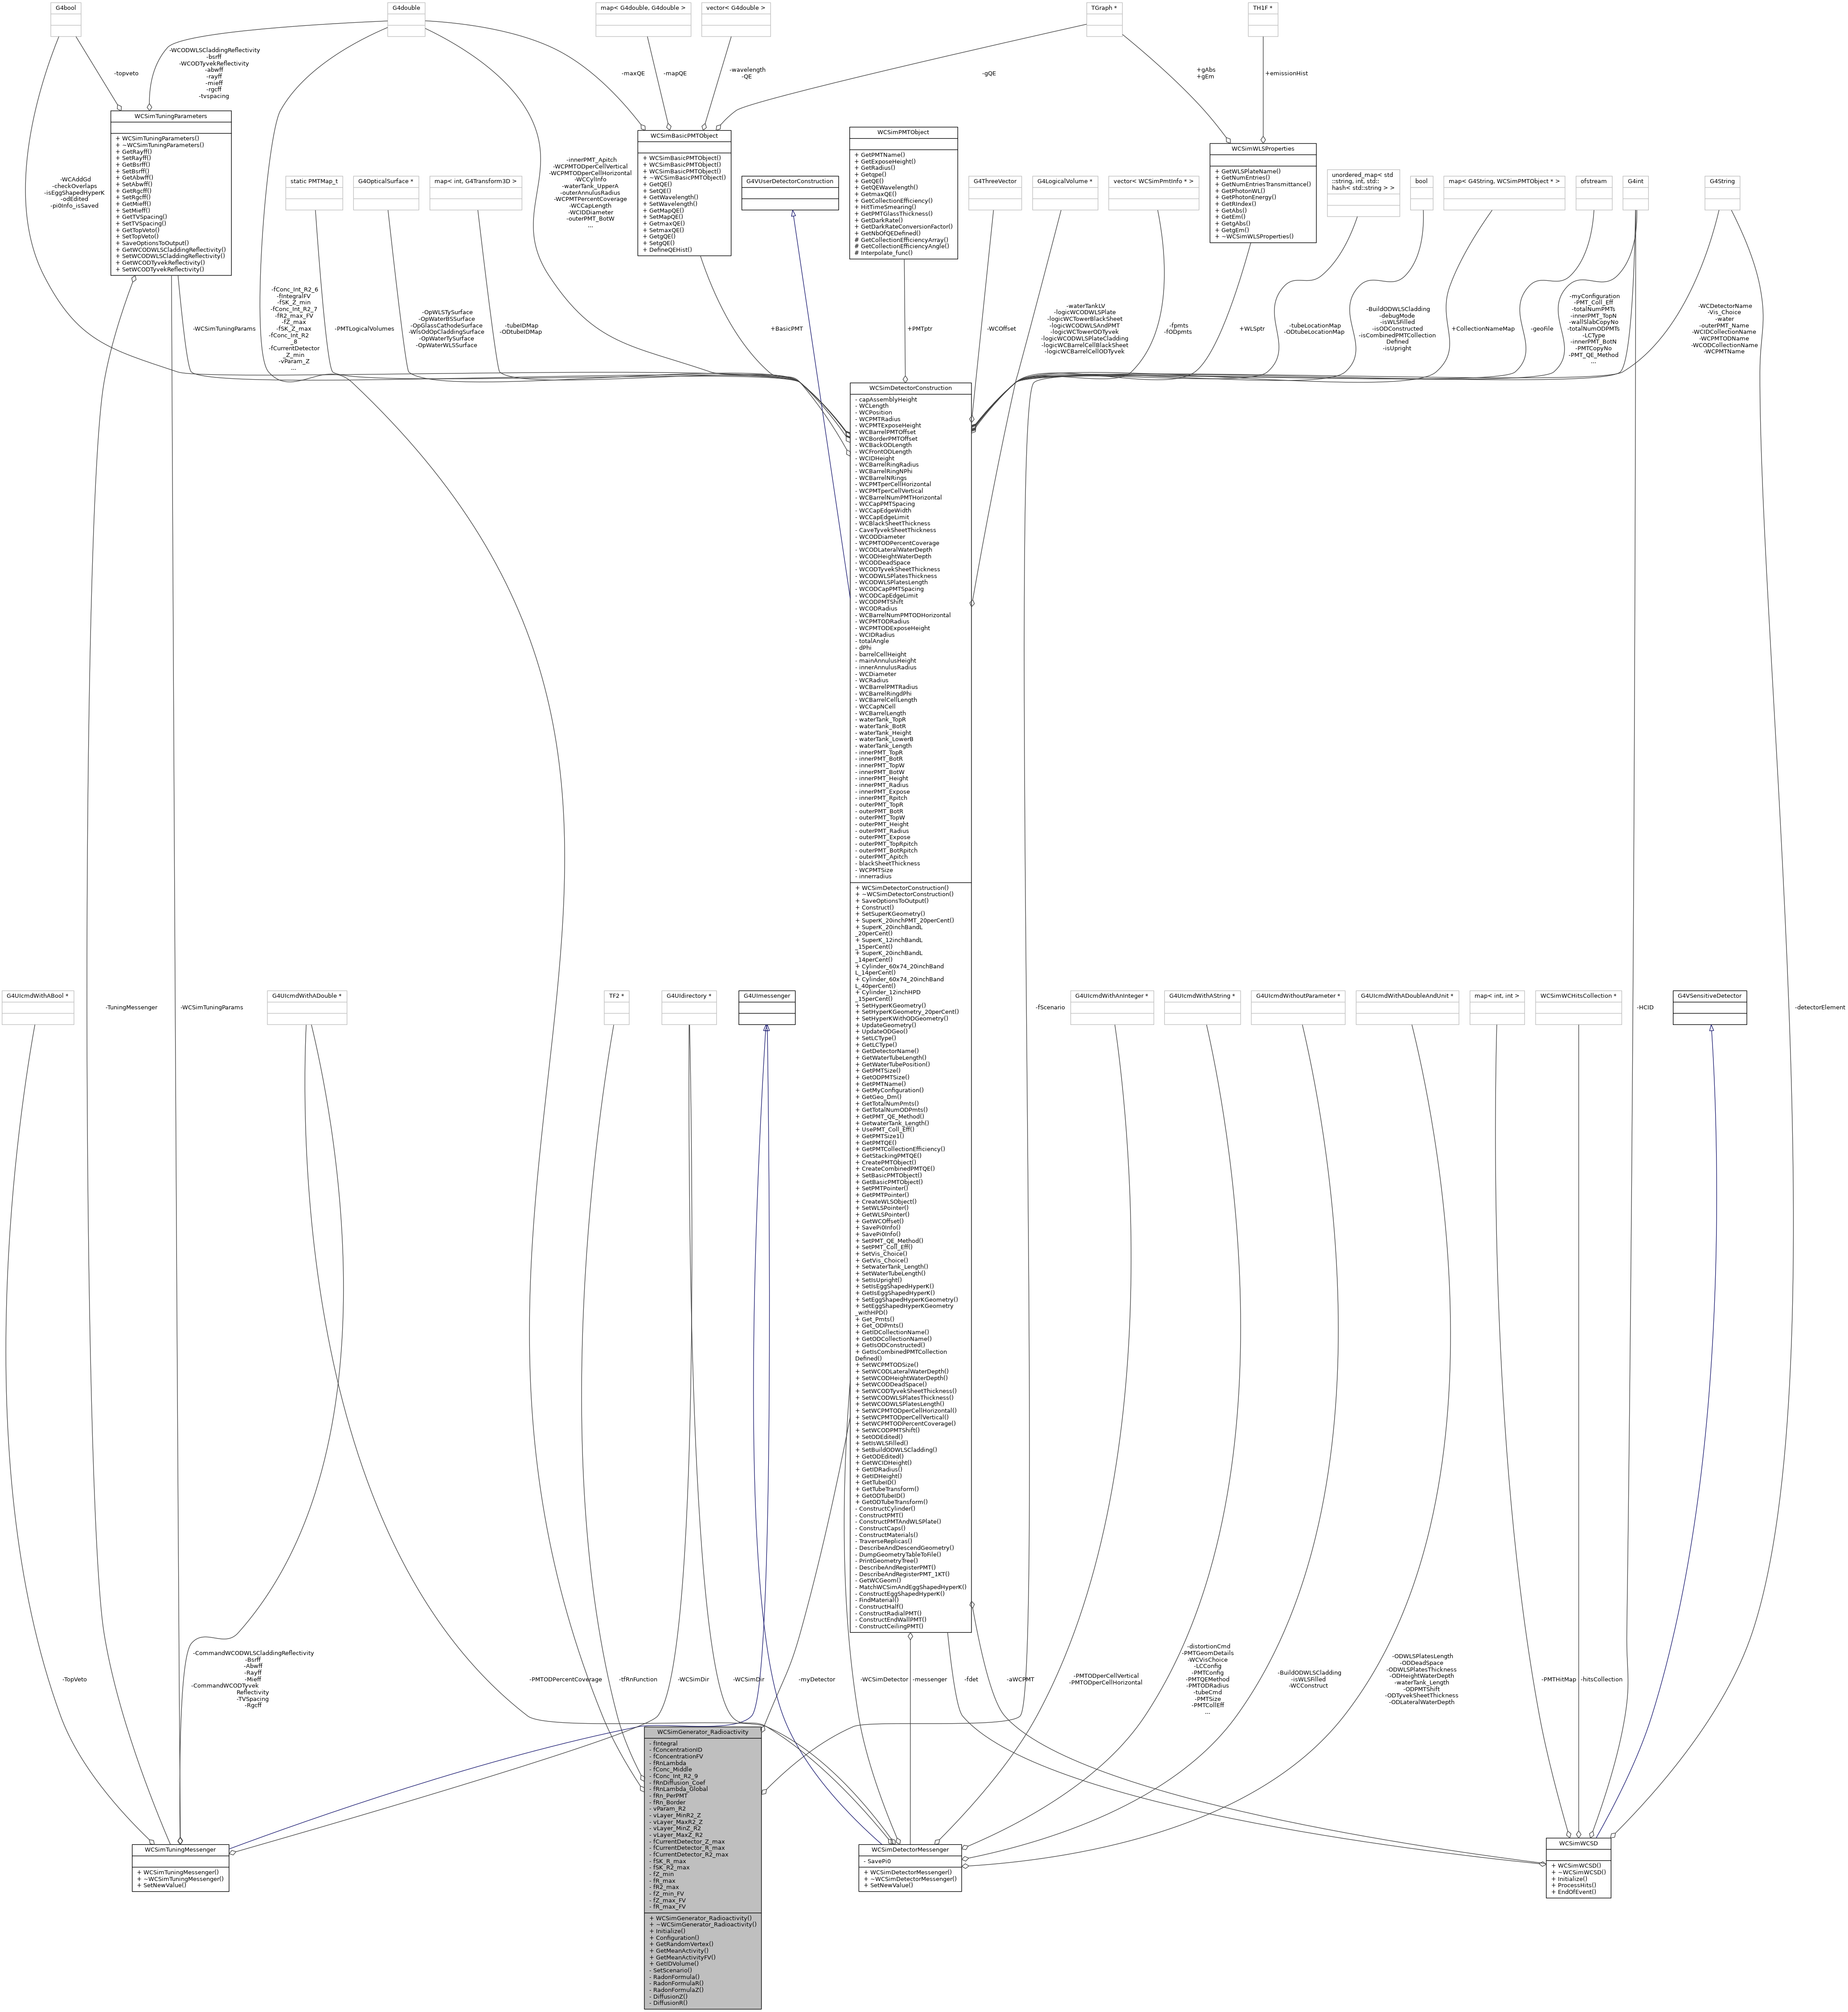 G4bool
G4double
map< G4double, G4double >
vector< G4double >
TGraph *
TH1F *
-topveto
-WCODWLSCladdingReflectivity
-bsrff
-WCODTyvekReflectivity
-abwff
-rayff
-mieff
-rgcff
-tvspacing
-maxQE
-mapQE
-wavelength
-QE
-gQE
+gAbs
+gEm
+emissionHist
WCSimTuningParameters
+ WCSimTuningParameters()
+ ~WCSimTuningParameters()
+ GetRayff()
+ SetRayff()
+ GetBsrff()
+ SetBsrff()
+ GetAbwff()
+ SetAbwff()
+ GetRgcff()
+ SetRgcff()
+ GetMieff()
+ SetMieff()
+ GetTVSpacing()
+ SetTVSpacing()
+ GetTopVeto()
+ SetTopVeto()
+ SaveOptionsToOutput()
+ GetWCODWLSCladdingReflectivity()
+ SetWCODWLSCladdingReflectivity()
+ GetWCODTyvekReflectivity()
+ SetWCODTyvekReflectivity()
WCSimBasicPMTObject
+ WCSimBasicPMTObject()
+ WCSimBasicPMTObject()
+ WCSimBasicPMTObject()
+ ~WCSimBasicPMTObject()
+ GetQE()
+ SetQE()
+ GetWavelength()
+ SetWavelength()
+ GetMapQE()
+ SetMapQE()
+ GetmaxQE()
+ SetmaxQE()
+ GetgQE()
+ SetgQE()
+ DefineQEHist()
WCSimPMTObject
+ GetPMTName()
+ GetExposeHeight()
+ GetRadius()
+ Getqpe()
+ GetQE()
+ GetQEWavelength()
+ GetmaxQE()
+ GetCollectionEfficiency()
+ HitTimeSmearing()
+ GetPMTGlassThickness()
+ GetDarkRate()
+ GetDarkRateConversionFactor()
+ GetNbOfQEDefined()
# GetCollectionEfficiencyArray()
# GetCollectionEfficiencyAngle()
# Interpolate_func()
WCSimWLSProperties
+ GetWLSPlateName()
+ GetNumEntries()
+ GetNumEntriesTransmittance()
+ GetPhotonWL()
+ GetPhotonEnergy()
+ GetRIndex()
+ GetAbs()
+ GetEm()
+ GetgAbs()
+ GetgEm()
+ ~WCSimWLSProperties()
-WCAddGd
-checkOverlaps
-isEggShapedHyperK
-odEdited
-pi0Info_isSaved
static PMTMap_t
G4OpticalSurface *
map< int, G4Transform3D >
-innerPMT_Apitch
-WCPMTODperCellVertical
-WCPMTODperCellHorizontal
-WCCylInfo
-waterTank_UpperA
-outerAnnulusRadius
-WCPMTPercentCoverage
-WCCapLength
-WCIDDiameter
-outerPMT_BotW
...
G4VUserDetectorConstruction
G4ThreeVector
G4LogicalVolume *
vector< WCSimPmtInfo * >
unordered_map< std
::string, int, std::
hash< std::string > >
bool
map< G4String, WCSimPMTObject * >
ofstream
G4int
G4String
-WCSimTuningParams
-fConc_Int_R2_6
-fIntegralFV
-fSK_Z_min
-fConc_Int_R2_7
-fR2_max_FV
-fZ_max
-fSK_Z_max
-fConc_Int_R2
_8
-fCurrentDetector
_Z_min
-vParam_Z
...
-PMTLogicalVolumes
-OpWLSTySurface
-OpWaterBSSurface
-OpGlassCathodeSurface
-WlsOdOpCladdingSurface
-OpWaterTySurface
-OpWaterWLSSurface
-tubeIDMap
-ODtubeIDMap
+BasicPMT
+PMTptr
-WCOffset
-waterTankLV
-logicWCODWLSPlate
-logicWCTowerBlackSheet
-logicWCODWLSAndPMT
-logicWCTowerODTyvek
-logicWCODWLSPlateCladding
-logicWCBarrelCellBlackSheet
-logicWCBarrelCellODTyvek
-fpmts
-fODpmts
+WLSptr
-tubeLocationMap
-ODtubeLocationMap
-BuildODWLSCladding
-debugMode
-isWLSFilled
-isODConstructed
-isCombinedPMTCollection
Defined
-isUpright
+CollectionNameMap
-geoFile
-myConfiguration
-PMT_Coll_Eff
-totalNumPMTs
-innerPMT_TopN
-wallSlabCopyNo
-totalNumODPMTs
-LCType
-innerPMT_BotN
-PMTCopyNo
-PMT_QE_Method
...
-WCDetectorName
-Vis_Choice
-water
-outerPMT_Name
-WCIDCollectionName
-WCPMTODName
-WCODCollectionName
-WCPMTName
WCSimDetectorConstruction
- capAssemblyHeight
- WCLength
- WCPosition
- WCPMTRadius
- WCPMTExposeHeight
- WCBarrelPMTOffset
- WCBorderPMTOffset
- WCBackODLength
- WCFrontODLength
- WCIDHeight
- WCBarrelRingRadius
- WCBarrelRingNPhi
- WCBarrelNRings
- WCPMTperCellHorizontal
- WCPMTperCellVertical
- WCBarrelNumPMTHorizontal
- WCCapPMTSpacing
- WCCapEdgeWidth
- WCCapEdgeLimit
- WCBlackSheetThickness
- CaveTyvekSheetThickness
- WCODDiameter
- WCPMTODPercentCoverage
- WCODLateralWaterDepth
- WCODHeightWaterDepth
- WCODDeadSpace
- WCODTyvekSheetThickness
- WCODWLSPlatesThickness
- WCODWLSPlatesLength
- WCODCapPMTSpacing
- WCODCapEdgeLimit
- WCODPMTShift
- WCODRadius
- WCBarrelNumPMTODHorizontal
- WCPMTODRadius
- WCPMTODExposeHeight
- WCIDRadius
- totalAngle
- dPhi
- barrelCellHeight
- mainAnnulusHeight
- innerAnnulusRadius
- WCDiameter
- WCRadius
- WCBarrelPMTRadius
- WCBarrelRingdPhi
- WCBarrelCellLength
- WCCapNCell
- WCBarrelLength
- waterTank_TopR
- waterTank_BotR
- waterTank_Height
- waterTank_LowerB
- waterTank_Length
- innerPMT_TopR
- innerPMT_BotR
- innerPMT_TopW
- innerPMT_BotW
- innerPMT_Height
- innerPMT_Radius
- innerPMT_Expose
- innerPMT_Rpitch
- outerPMT_TopR
- outerPMT_BotR
- outerPMT_TopW
- outerPMT_Height
- outerPMT_Radius
- outerPMT_Expose
- outerPMT_TopRpitch
- outerPMT_BotRpitch
- outerPMT_Apitch
- blackSheetThickness
- WCPMTSize
- innerradius
+ WCSimDetectorConstruction()
+ ~WCSimDetectorConstruction()
+ SaveOptionsToOutput()
+ Construct()
+ SetSuperKGeometry()
+ SuperK_20inchPMT_20perCent()
+ SuperK_20inchBandL
_20perCent()
+ SuperK_12inchBandL
_15perCent()
+ SuperK_20inchBandL
_14perCent()
+ Cylinder_60x74_20inchBand
L_14perCent()
+ Cylinder_60x74_20inchBand
L_40perCent()
+ Cylinder_12inchHPD
_15perCent()
+ SetHyperKGeometry()
+ SetHyperKGeometry_20perCent()
+ SetHyperKWithODGeometry()
+ UpdateGeometry()
+ UpdateODGeo()
+ SetLCType()
+ GetLCType()
+ GetDetectorName()
+ GetWaterTubeLength()
+ GetWaterTubePosition()
+ GetPMTSize()
+ GetODPMTSize()
+ GetPMTName()
+ GetMyConfiguration()
+ GetGeo_Dm()
+ GetTotalNumPmts()
+ GetTotalNumODPmts()
+ GetPMT_QE_Method()
+ GetwaterTank_Length()
+ UsePMT_Coll_Eff()
+ GetPMTSize1()
+ GetPMTQE()
+ GetPMTCollectionEfficiency()
+ GetStackingPMTQE()
+ CreatePMTObject()
+ CreateCombinedPMTQE()
+ SetBasicPMTObject()
+ GetBasicPMTObject()
+ SetPMTPointer()
+ GetPMTPointer()
+ CreateWLSObject()
+ SetWLSPointer()
+ GetWLSPointer()
+ GetWCOffset()
+ SavePi0Info()
+ SavePi0Info()
+ SetPMT_QE_Method()
+ SetPMT_Coll_Eff()
+ SetVis_Choice()
+ GetVis_Choice()
+ SetwaterTank_Length()
+ SetWaterTubeLength()
+ SetIsUpright()
+ SetIsEggShapedHyperK()
+ GetIsEggShapedHyperK()
+ SetEggShapedHyperKGeometry()
+ SetEggShapedHyperKGeometry
_withHPD()
+ Get_Pmts()
+ Get_ODPmts()
+ GetIDCollectionName()
+ GetODCollectionName()
+ GetIsODConstructed()
+ GetIsCombinedPMTCollection
Defined()
+ SetWCPMTODSize()
+ SetWCODLateralWaterDepth()
+ SetWCODHeightWaterDepth()
+ SetWCODDeadSpace()
+ SetWCODTyvekSheetThickness()
+ SetWCODWLSPlatesThickness()
+ SetWCODWLSPlatesLength()
+ SetWCPMTODperCellHorizontal()
+ SetWCPMTODperCellVertical()
+ SetWCPMTODPercentCoverage()
+ SetWCODPMTShift()
+ SetODEdited()
+ SetIsWLSFilled()
+ SetBuildODWLSCladding()
+ GetODEdited()
+ GetWCIDHeight()
+ GetIDRadius()
+ GetIDHeight()
+ GetTubeID()
+ GetTubeTransform()
+ GetODTubeID()
+ GetODTubeTransform()
- ConstructCylinder()
- ConstructPMT()
- ConstructPMTAndWLSPlate()
- ConstructCaps()
- ConstructMaterials()
- TraverseReplicas()
- DescribeAndDescendGeometry()
- DumpGeometryTableToFile()
- PrintGeometryTree()
- DescribeAndRegisterPMT()
- DescribeAndRegisterPMT_1KT()
- GetWCGeom()
- MatchWCSimAndEggShapedHyperK()
- ConstructEggShapedHyperK()
- FindMaterial()
- ConstructHalf()
- ConstructRadialPMT()
- ConstructEndWallPMT()
- ConstructCeilingPMT()
G4UIcmdWithABool *
G4UIcmdWithADouble *
TF2 *
G4UIdirectory *
G4UImessenger
G4UIcmdWithAnInteger *
G4UIcmdWithAString *
G4UIcmdWithoutParameter *
G4UIcmdWithADoubleAndUnit *
map< int, int >
WCSimWCHitsCollection *
G4VSensitiveDetector
-TuningMessenger
-WCSimTuningParams
-fScenario
-HCID
-detectorElement
-TopVeto
-CommandWCODWLSCladdingReflectivity
-Bsrff
-Abwff
-Rayff
-Mieff
-CommandWCODTyvek
Reflectivity
-TVSpacing
-Rgcff
-PMTODPercentCoverage
-tfRnFunction
-WCSimDir
-WCSimDir
-myDetector
-WCSimDetector
-messenger
-fdet
-aWCPMT
-PMTODperCellVertical
-PMTODperCellHorizontal
-distortionCmd
-PMTGeomDetails
-WCVisChoice
-LCConfig
-PMTConfig
-PMTQEMethod
-PMTODRadius
-tubeCmd
-PMTSize
-PMTCollEff
...
-BuildODWLSCladding
-isWLSFilled
-WCConstruct
-ODWLSPlatesLength
-ODDeadSpace
-ODWLSPlatesThickness
-ODHeightWaterDepth
-waterTank_Length
-ODPMTShift
-ODTyvekSheetThickness
-ODLateralWaterDepth
-PMTHitMap
-hitsCollection
WCSimGenerator_Radioactivity
- fIntegral
- fConcentrationID
- fConcentrationFV
- fRnLambda
- fConc_Middle
- fConc_Int_R2_9
- fRnDiffusion_Coef
- fRnLambda_Global
- fRn_PerPMT
- fRn_Border
- vParam_R2
- vLayer_MinR2_Z
- vLayer_MaxR2_Z
- vLayer_MinZ_R2
- vLayer_MaxZ_R2
- fCurrentDetector_Z_max
- fCurrentDetector_R_max
- fCurrentDetector_R2_max
- fSK_R_max
- fSK_R2_max
- fZ_min
- fR_max
- fR2_max
- fZ_min_FV
- fZ_max_FV
- fR_max_FV
+ WCSimGenerator_Radioactivity()
+ ~WCSimGenerator_Radioactivity()
+ Initialize()
+ Configuration()
+ GetRandomVertex()
+ GetMeanActivity()
+ GetMeanActivityFV()
+ GetIDVolume()
- SetScenario()
- RadonFormula()
- RadonFormulaR()
- RadonFormulaZ()
- DiffusionZ()
- DiffusionR()
WCSimTuningMessenger
+ WCSimTuningMessenger()
+ ~WCSimTuningMessenger()
+ SetNewValue()
WCSimDetectorMessenger
- SavePi0
+ WCSimDetectorMessenger()
+ ~WCSimDetectorMessenger()
+ SetNewValue()
WCSimWCSD
+ WCSimWCSD()
+ ~WCSimWCSD()
+ Initialize()
+ ProcessHits()
+ EndOfEvent()